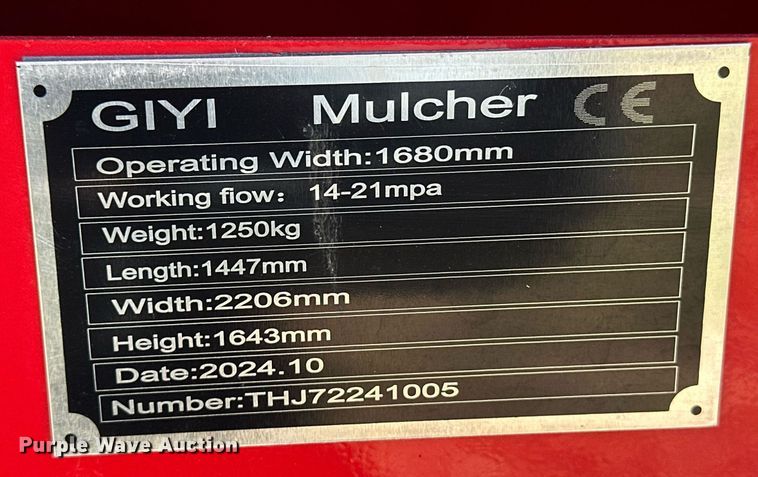 GIYI Mulcher CE
Operating Width:1680mm
Working fiow: 14-21mpa
Weight:1250kg
Length:1447mm
Width:2206mm
Height:1643mm
Date:2024.10
Number:THJ72241005
Purple Wave Auction